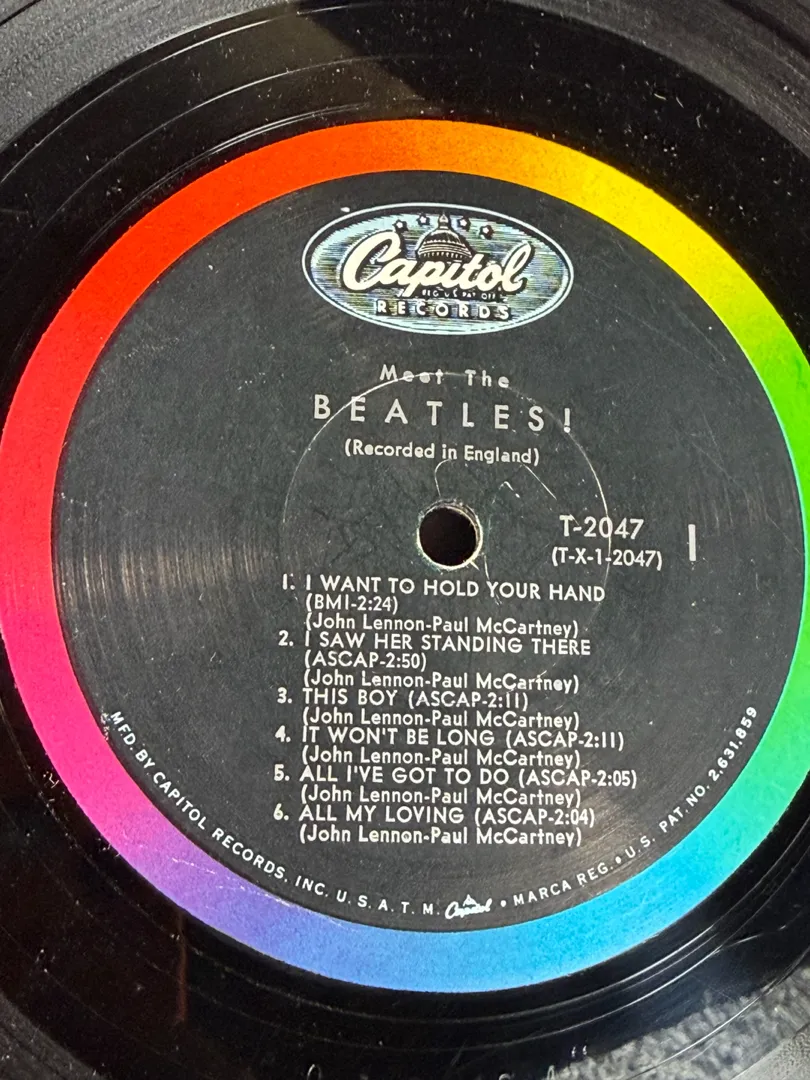 Capitol
REG. U.S. PAT. OFF.
RECORDS
Meet The
BEATLES!
(Recorded in England)
T-2047
(T-X-1-2047)
1
1. I WANT TO HOLD YOUR HAND
(BMI-2:24)
(John Lennon-Paul McCartney)
2. I SAW HER STANDING THERE
(ASCAP-2:50)
(John Lennon-Paul McCartney)
3. THIS BOY (ASCAP-2:11)
(John Lennon-Paul McCartney)
4. IT WON'T BE LONG (ASCAP-2:11)
(John Lennon-Paul McCartney)
5. ALL I'VE GOT TO DO (ASCAP-2:05)
(John Lennon-Paul McCartney)
6. ALL MY LOVING (ASCAP-2:04)
(John Lennon-Paul McCartney)
MFD. BY CAPITOL RECORDS, INC. U.S.A. T.M. Capitol • MARCA REG. • U.S. PAT. NO. 2,631,859